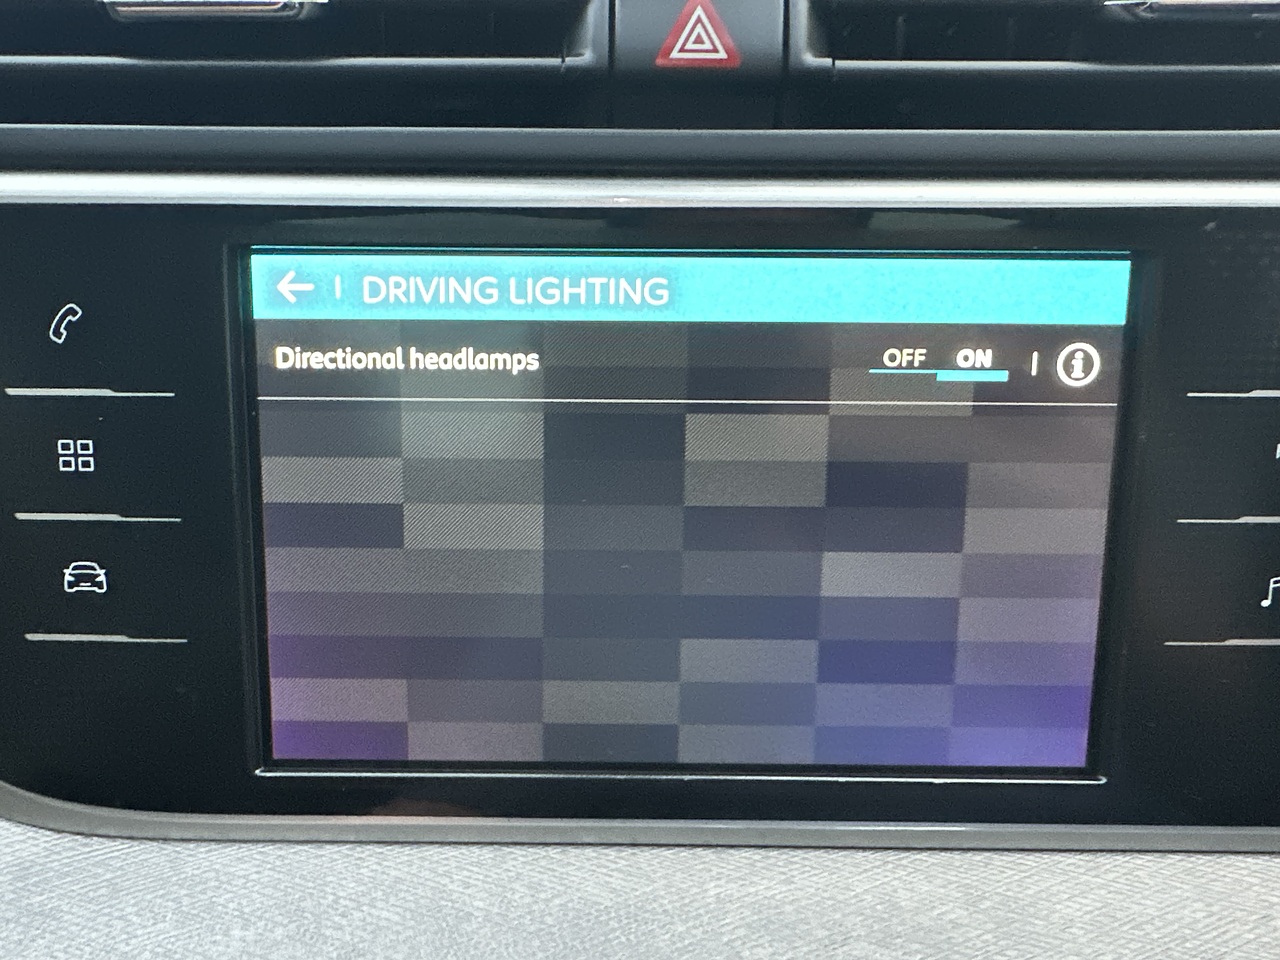 DRIVING LIGHTING
Directional headlamps OFF ON